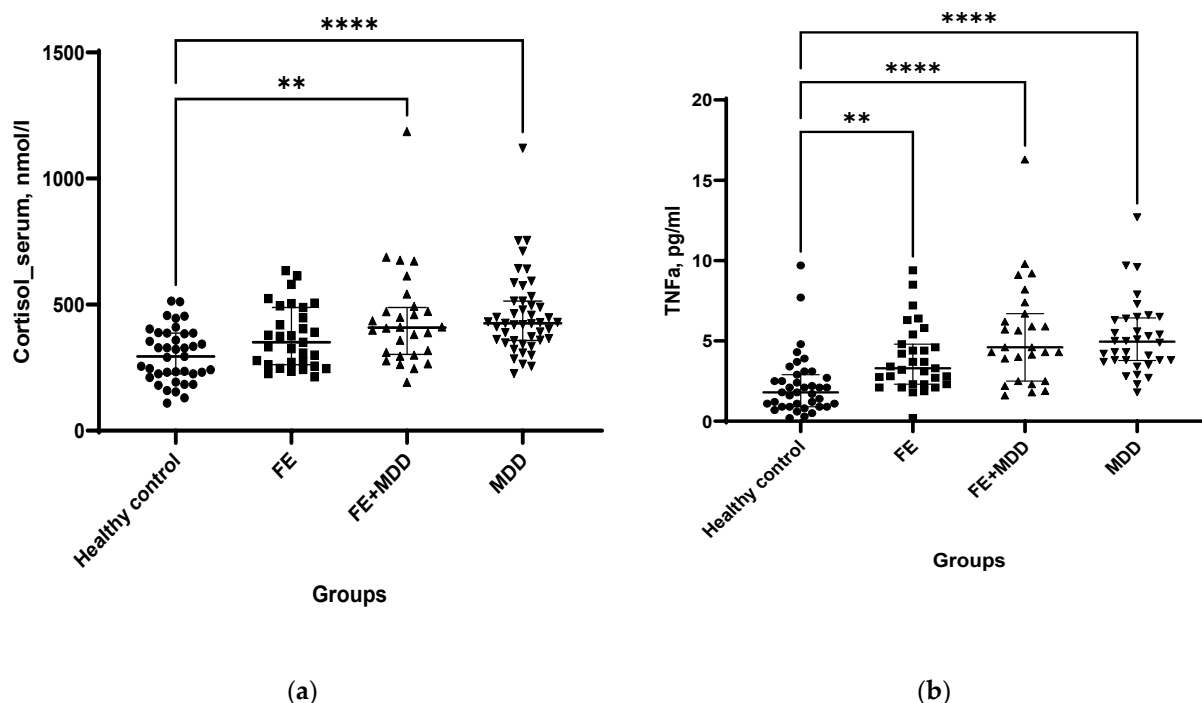 ****
**
1500
1000
500
0
Cortisol_serum, nmol/l
Healthy control
FE
FE+MDD
MDD
Groups
(a)
****
****
**
20
15
10
5
0
TNFa, pg/ml
Healthy control
FE
FE+MDD
MDD
Groups
(b)